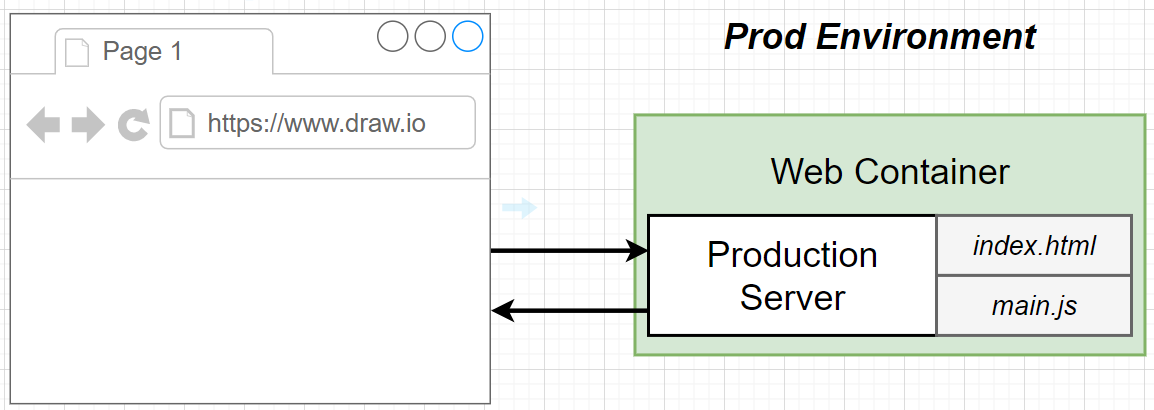 Page 1
https://www.draw.io
Prod Environment
Web Container
Production
Server
index.html
main.js